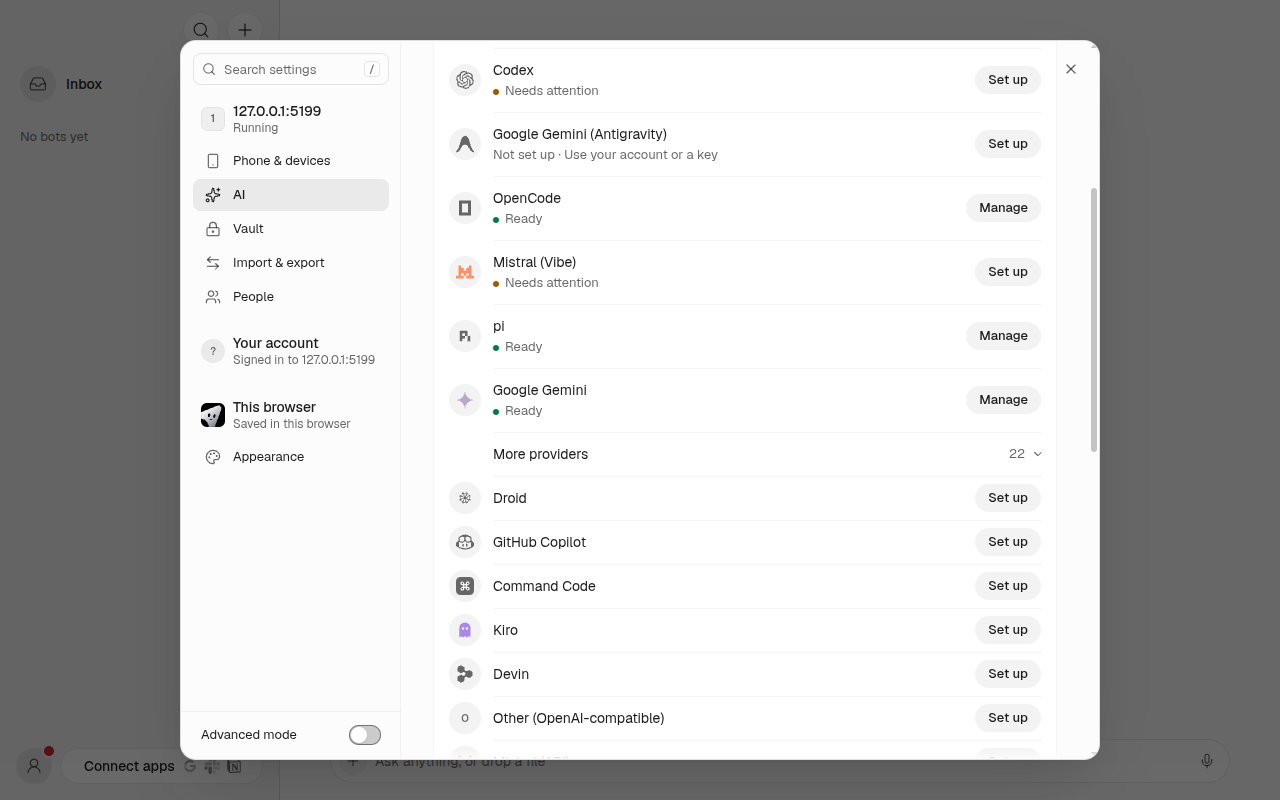 Search settings
/
Inbox
No bots yet
1
127.0.0.1:5199
Running
Phone & devices
AI
Vault
Import & export
People
?
Your account
Signed in to 127.0.0.1:5199
This browser
Saved in this browser
Appearance
Advanced mode
Connect apps
Codex
Needs attention
Set up
Google Gemini (Antigravity)
Not set up · Use your account or a key
Set up
OpenCode
Ready
Manage
Mistral (Vibe)
Needs attention
Set up
pi
Ready
Manage
Google Gemini
Ready
Manage
More providers
22
Droid
Set up
GitHub Copilot
Set up
Command Code
Set up
Kiro
Set up
Devin
Set up
O
Other (OpenAI-compatible)
Set up
Ask anything, or drop a file